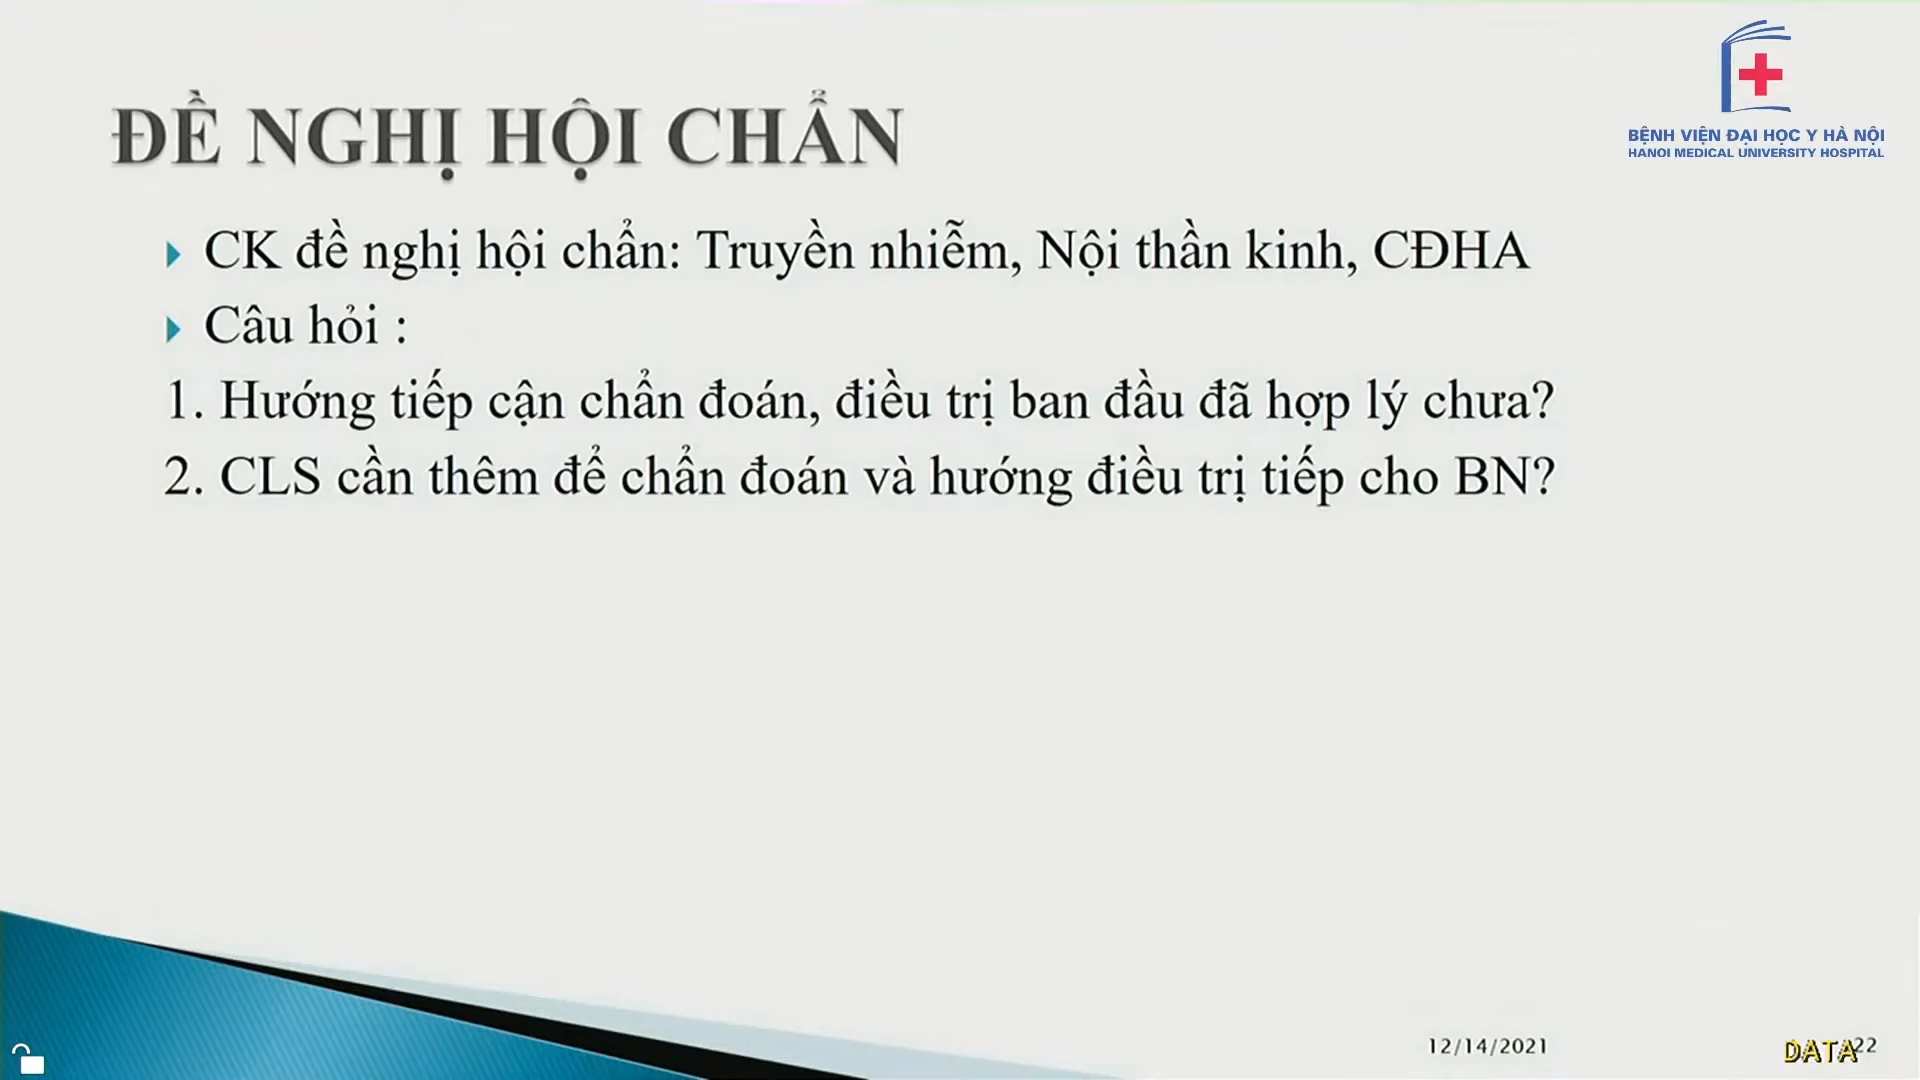 BỆNH VIỆN ĐẠI HỌC Y HÀ NỘI
HANOI MEDICAL UNIVERSITY HOSPITAL
ĐỀ NGHỊ HỘI CHẨN
CK đề nghị hội chẩn: Truyền nhiễm, Nội thần kinh, CĐHA
Câu hỏi :
1. Hướng tiếp cận chẩn đoán, điều trị ban đầu đã hợp lý chưa?
2. CLS cần thêm để chẩn đoán và hướng điều trị tiếp cho BN?
12/14/2021
DATA 22